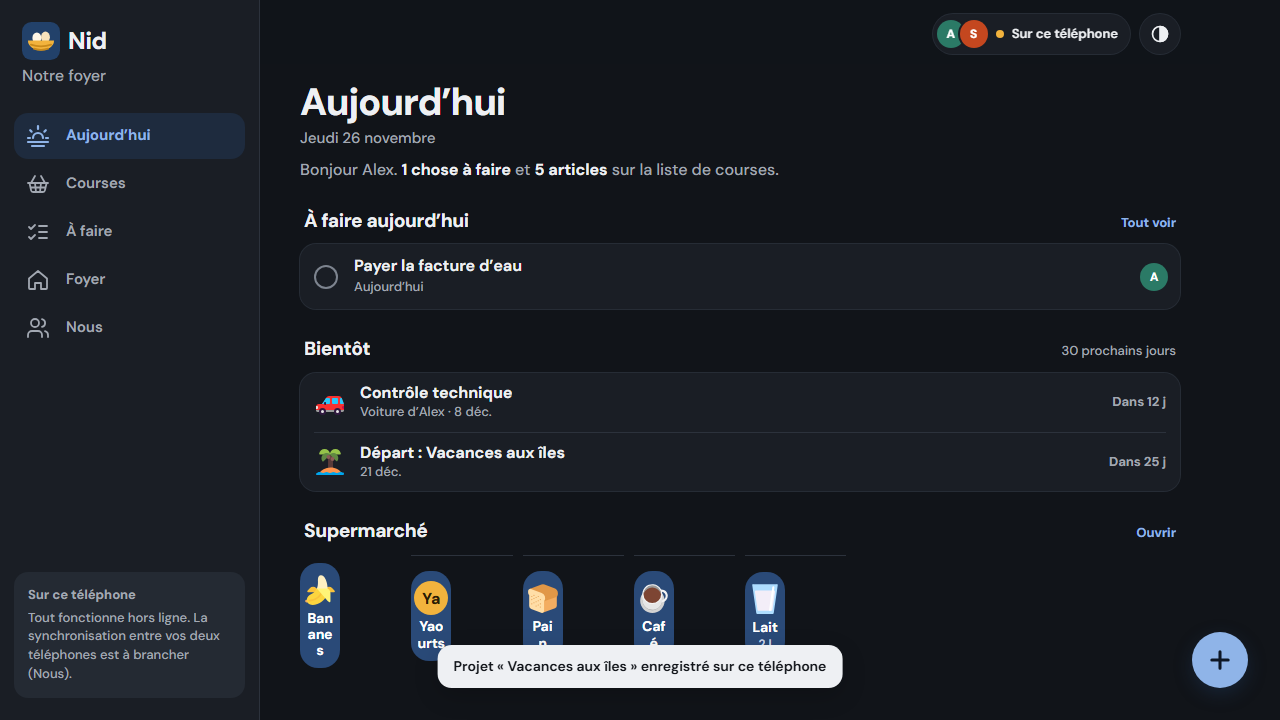 Nid
Notre foyer
Aujourd’hui
Courses
À faire
Foyer
Nous
Sur ce téléphone
Tout fonctionne hors ligne. La
synchronisation entre vos deux
téléphones est à brancher
(Nous).
A S Sur ce téléphone
Aujourd’hui
Jeudi 26 novembre
Bonjour Alex. 1 chose à faire et 5 articles sur la liste de courses.
À faire aujourd’hui
Tout voir
Payer la facture d’eau
Aujourd’hui
A
Bientôt
30 prochains jours
Contrôle technique
Voiture d’Alex · 8 déc.
Dans 12 j
Départ : Vacances aux îles
21 déc.
Dans 25 j
Supermarché
Ouvrir
Ban
ane
s
Ya
Yao
urts
Pai
n
Caf
é
Lait
2 l
Projet « Vacances aux îles » enregistré sur ce téléphone